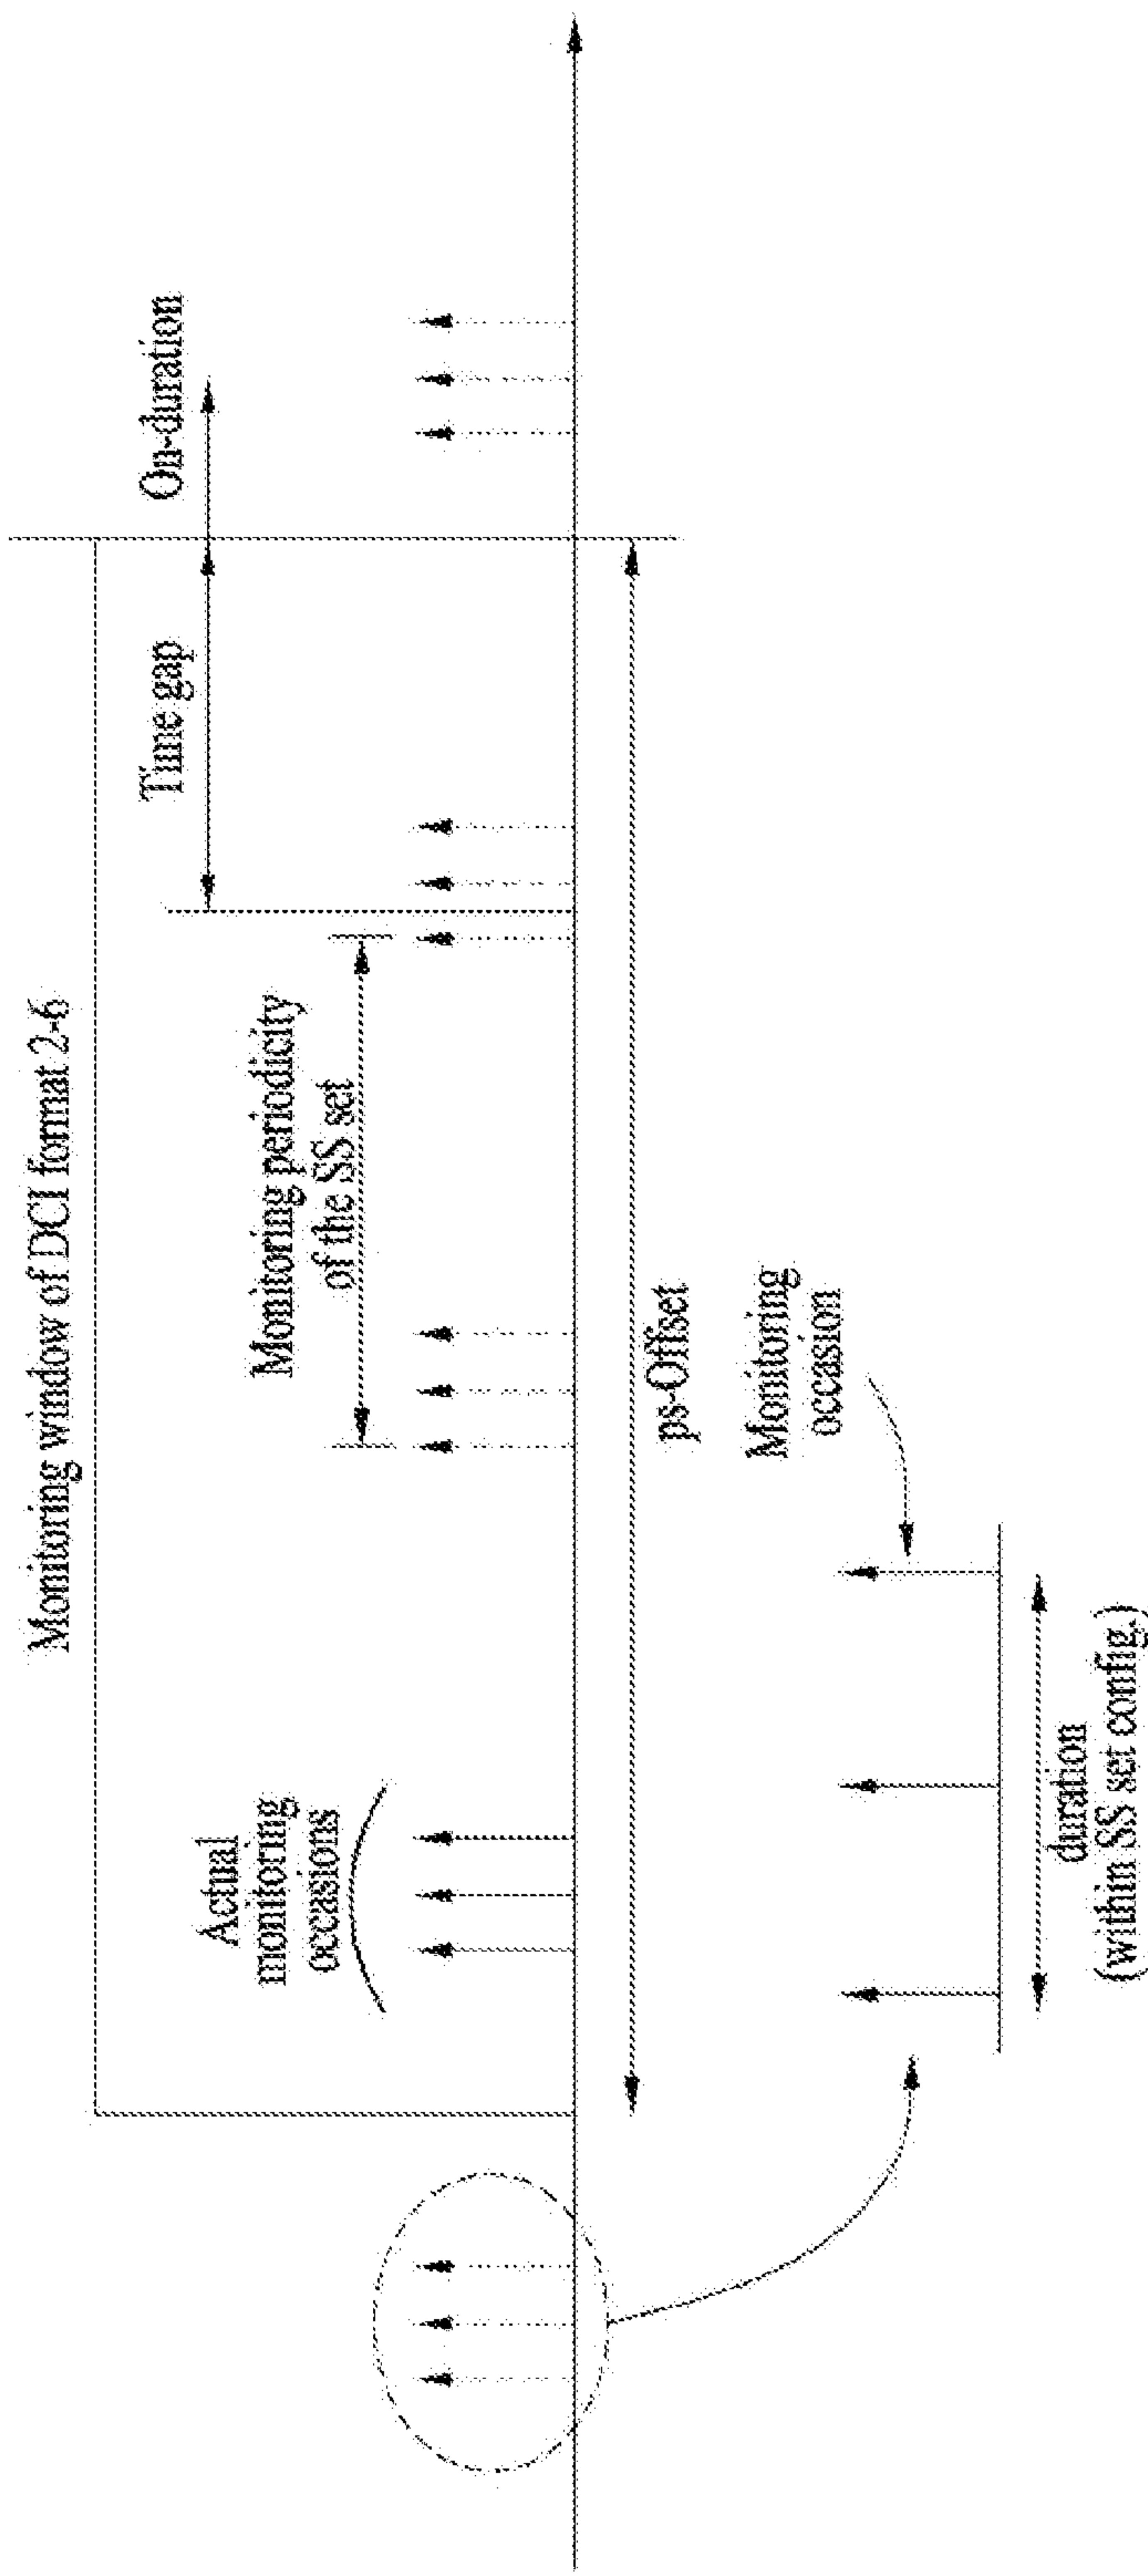 Monitoring window of DCI format 2-6
Actual
monitoring
occasions
Monitoring periodicity
of the SS set
Time gap
On-duration
ps-Offset
Monitoring
occasion
duration
(within SS set config.)